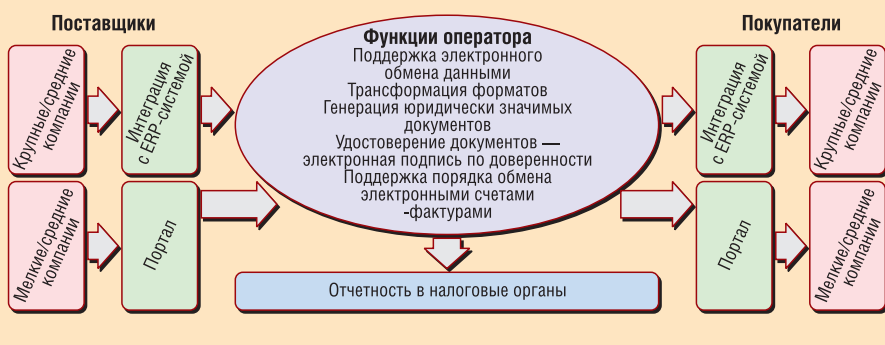 Поставщики
Крупные/средние
компании
Интеграция
с ERP-системой
Мелкие/средние
компании
Портал
Функции оператора
Поддержка электронного
обмена данными
Трансформация форматов
Генерация юридически значимых
документов
Удостоверение документов —
электронная подпись по доверенности
Поддержка порядка обмена
электронными счетами
-фактурами
Отчетность в налоговые органы
Покупатели
Интеграция
с ERP-системой
Крупные/средние
компании
Портал
Мелкие/средние
компании